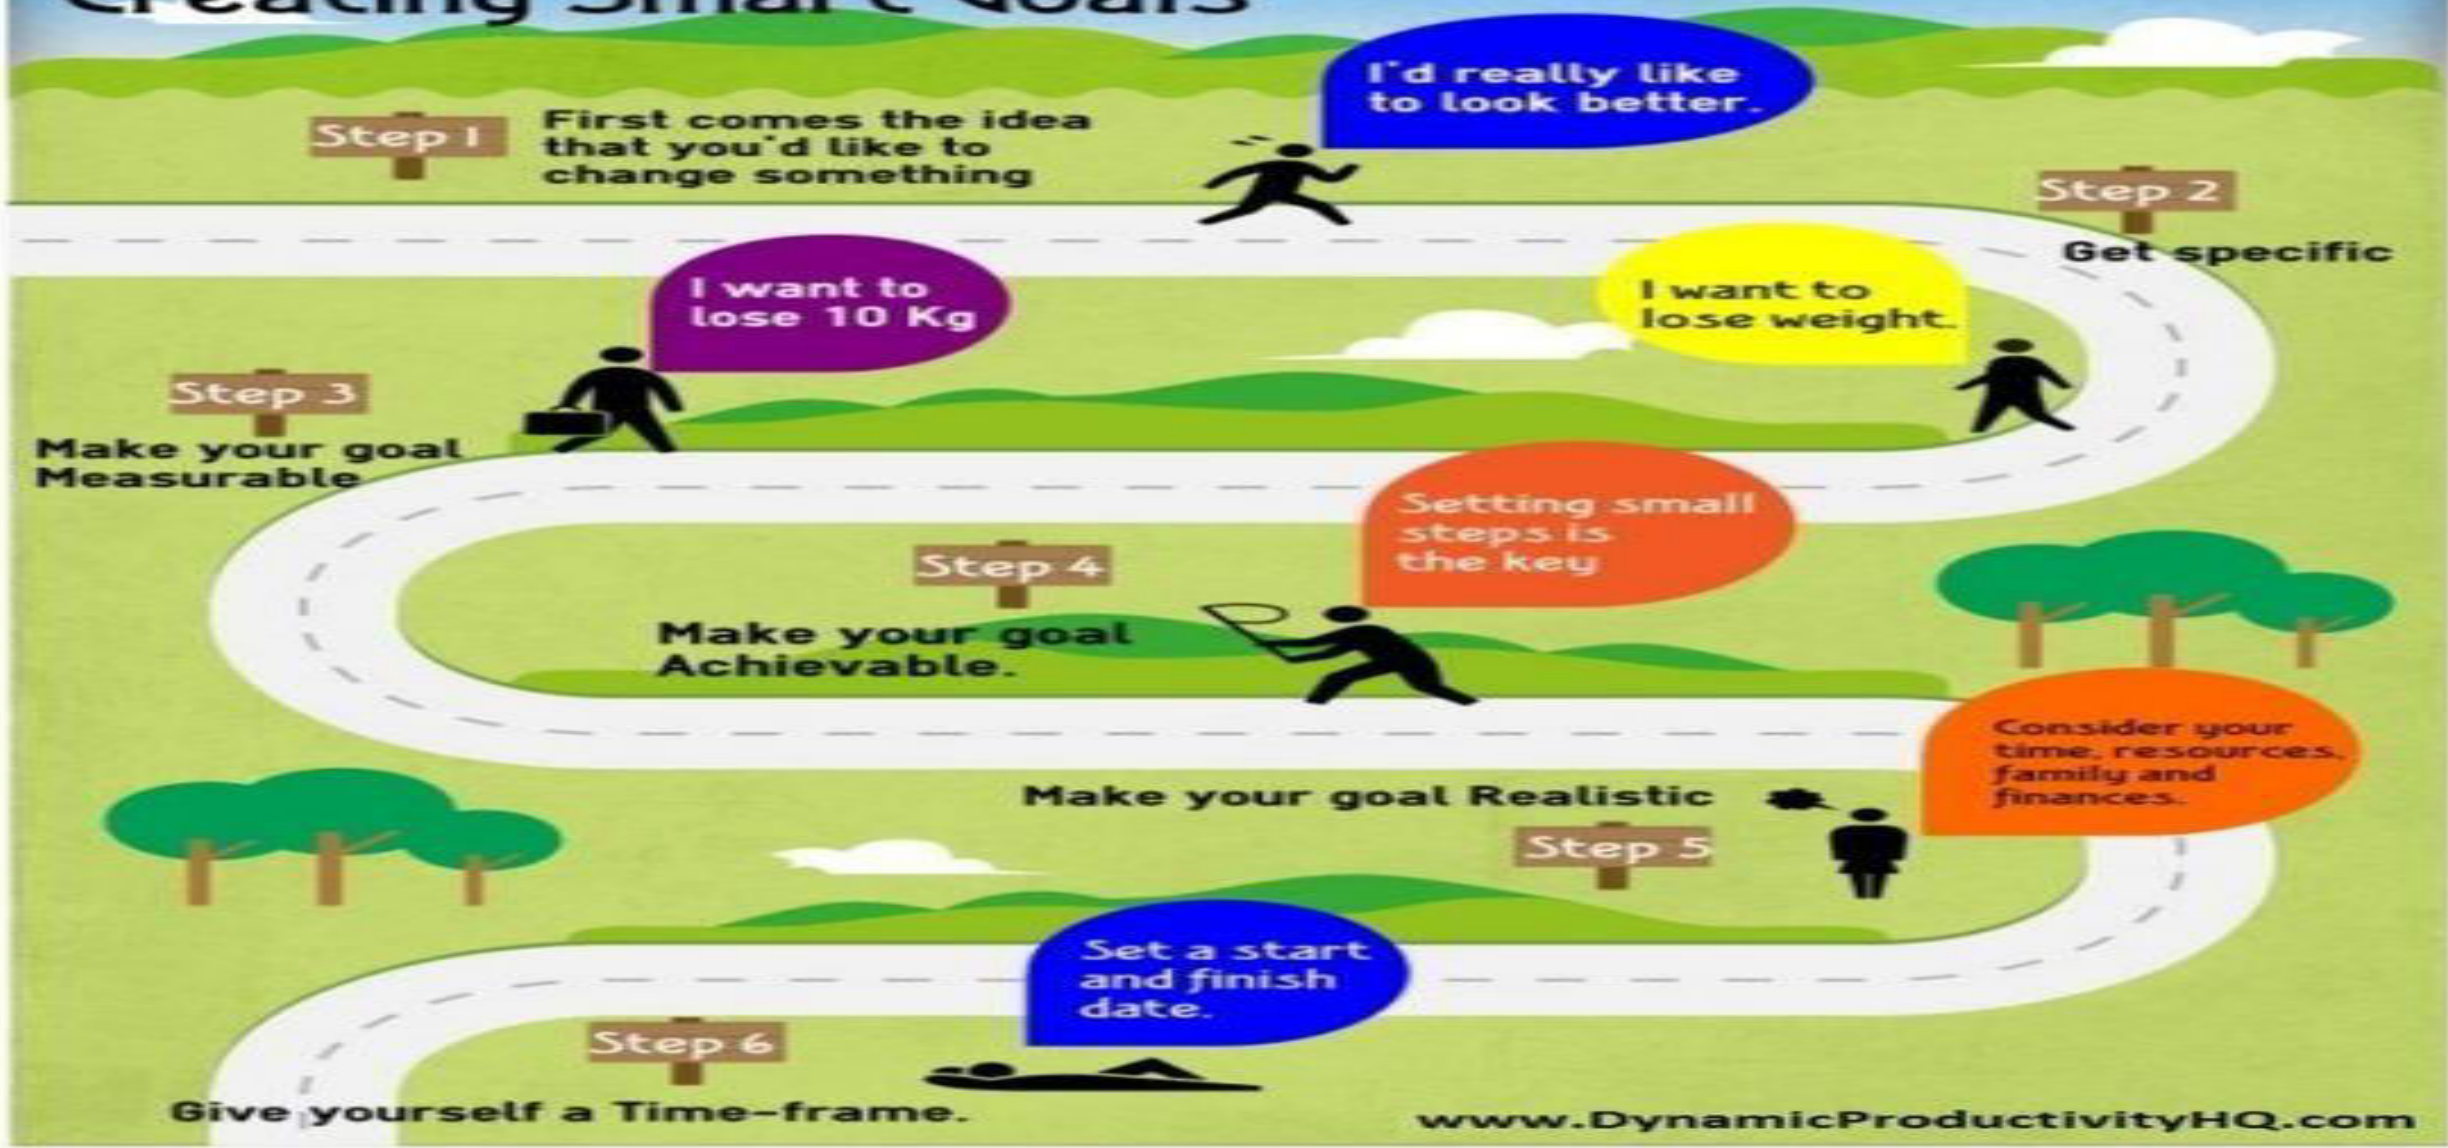 Creating Smart Goals
I'd really like
to look better.
Step 1
First comes the idea
that you'd like to
change something
Step 2
Get specific
I want to
lose weight.
I want to
lose 10 Kg
Step 3
Make your goal
Measurable
Setting small
steps is
the key
Step 4
Make your goal
Achievable.
Consider your
time, resources,
family and
finances.
Make your goal Realistic
Step 5
Set a start
and finish
date.
Step 6
Give yourself a Time-frame.
www.DynamicProductivityHQ.com